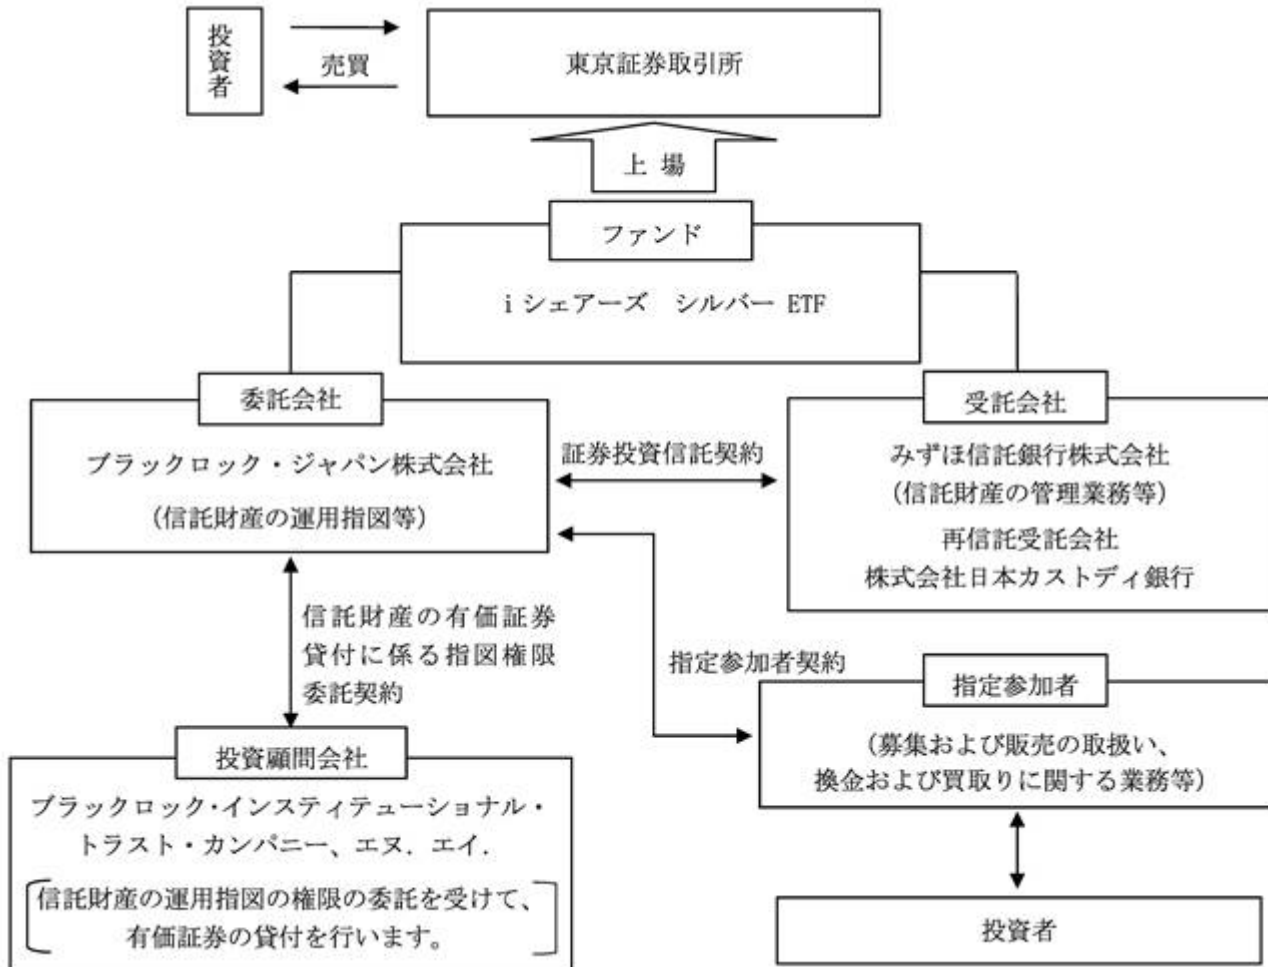 投資者
売買
東京証券取引所
上 場
ファンド
i シェアーズ　シルバー ETF
委託会社
ブラックロック・ジャパン株式会社
（信託財産の運用指図等）
証券投資信託契約
受託会社
みずほ信託銀行株式会社
（信託財産の管理業務等）
再信託受託会社
株式会社日本カストディ銀行
信託財産の有価証券
貸付に係る指図権限
委託契約
指定参加者契約
指定参加者
（募集および販売の取扱い、
換金および買取りに関する業務等）
投資顧問会社
ブラックロック・インスティテューショナル・
トラスト・カンパニー、エヌ．エイ．
信託財産の運用指図の権限の委託を受けて、
有価証券の貸付を行います。
投資者